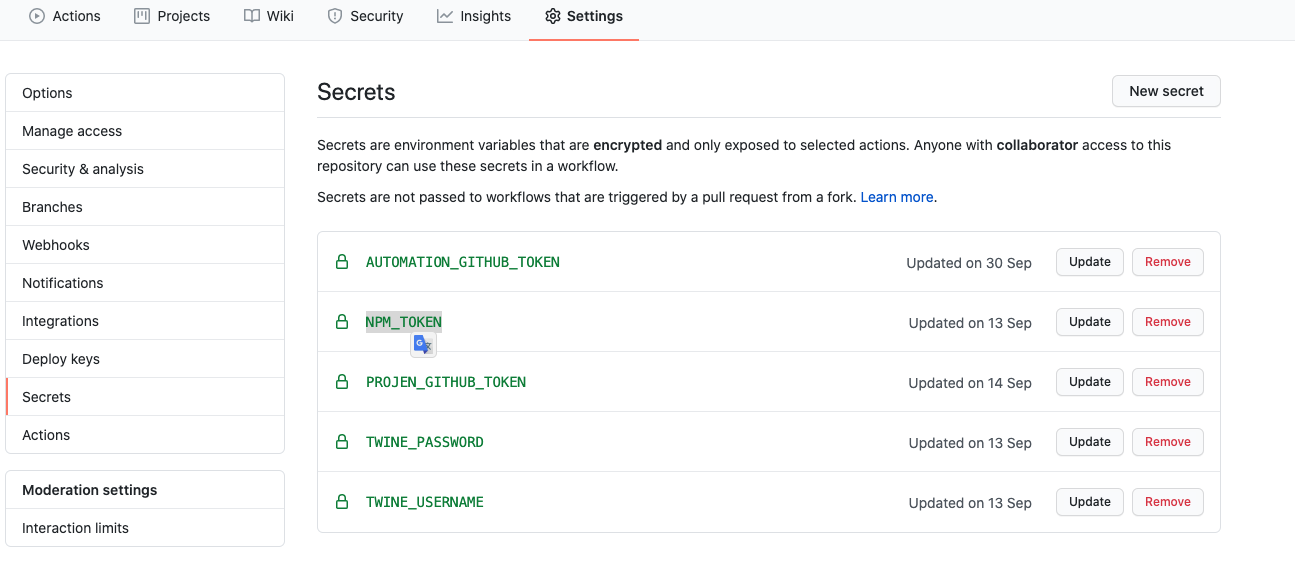 Actions Projects Wiki Security Insights Settings
Options
Manage access
Security & analysis
Branches
Webhooks
Notifications
Integrations
Deploy keys
Secrets
Actions
Moderation settings
Interaction limits
Secrets
New secret
Secrets are environment variables that are encrypted and only exposed to selected actions. Anyone with collaborator access to this
repository can use these secrets in a workflow.
Secrets are not passed to workflows that are triggered by a pull request from a fork. Learn more.
AUTOMATION_GITHUB_TOKEN Updated on 30 Sep Update Remove
NPM_TOKEN Updated on 13 Sep Update Remove
PROJEN_GITHUB_TOKEN Updated on 14 Sep Update Remove
TWINE_PASSWORD Updated on 13 Sep Update Remove
TWINE_USERNAME Updated on 13 Sep Update Remove